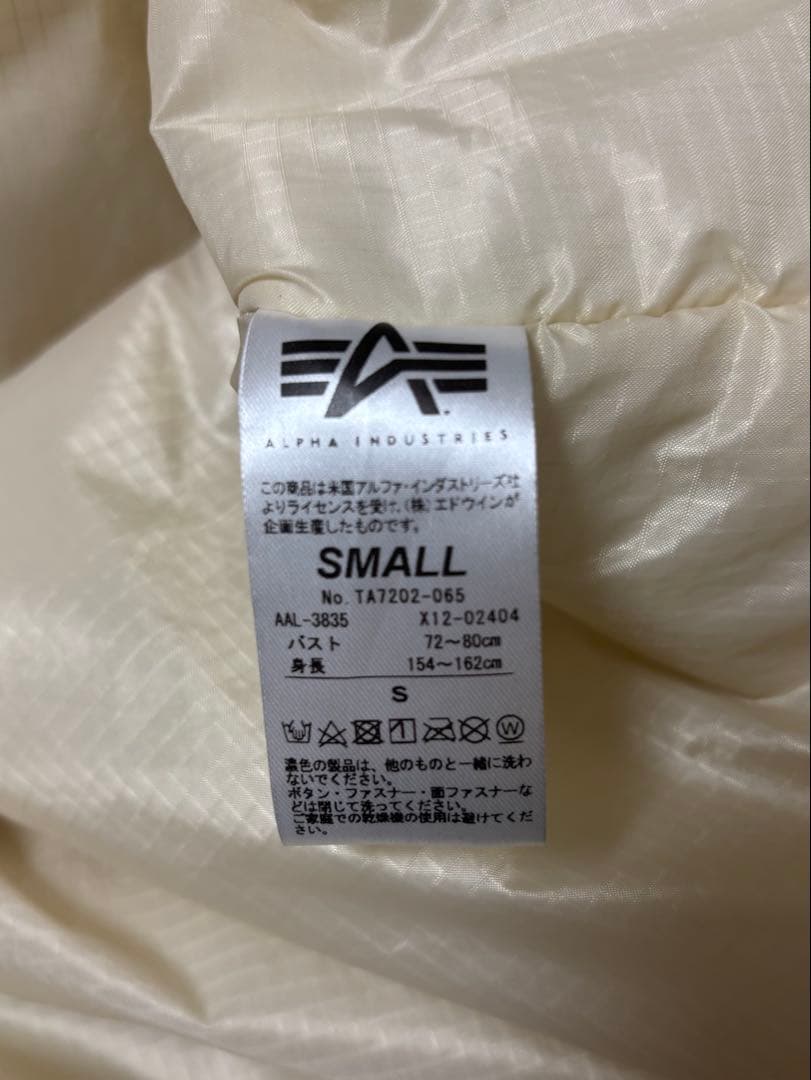 ALPHA INDUSTRIES
この商品は米国アルファ・インダストリーズ社
よりライセンスを受け、(株)エドウインが
企画生産したものです。
SMALL
No. TA7202-065
AAL-3835 X12-02404
バスト 72～80cm
身長 154～162cm
S
1 W
濃色の製品は、他のものと一緒に洗わ
ないでください。
ボタン・ファスナー・面ファスナーな
どは閉じて洗ってください。
ご家庭での乾燥機の使用は避けてくだ
さい。